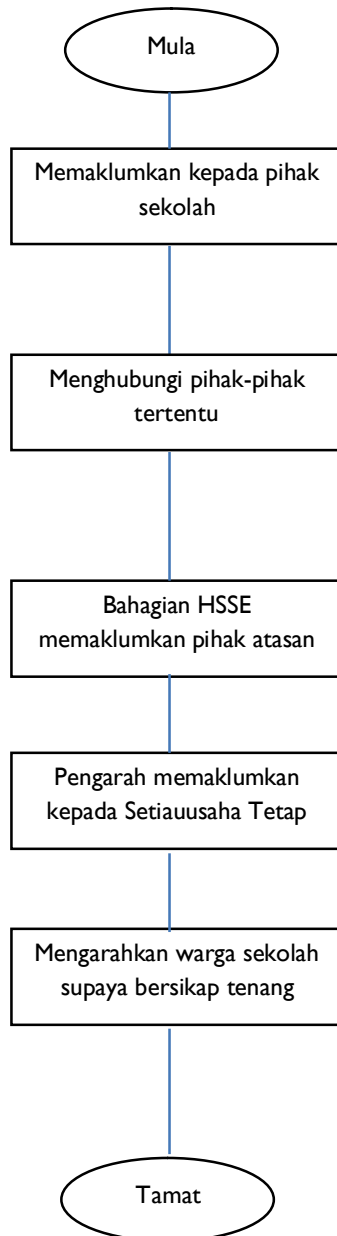 Mula
Memaklumkan kepada pihak
sekolah
Menghubungi pihak-pihak
tertentu
Bahagian HSSE
memaklumkan pihak atasan
Pengarah memaklumkan
kepada Setiauusaha Tetap
Mengarahkan warga sekolah
supaya bersikap tenang
Tamat